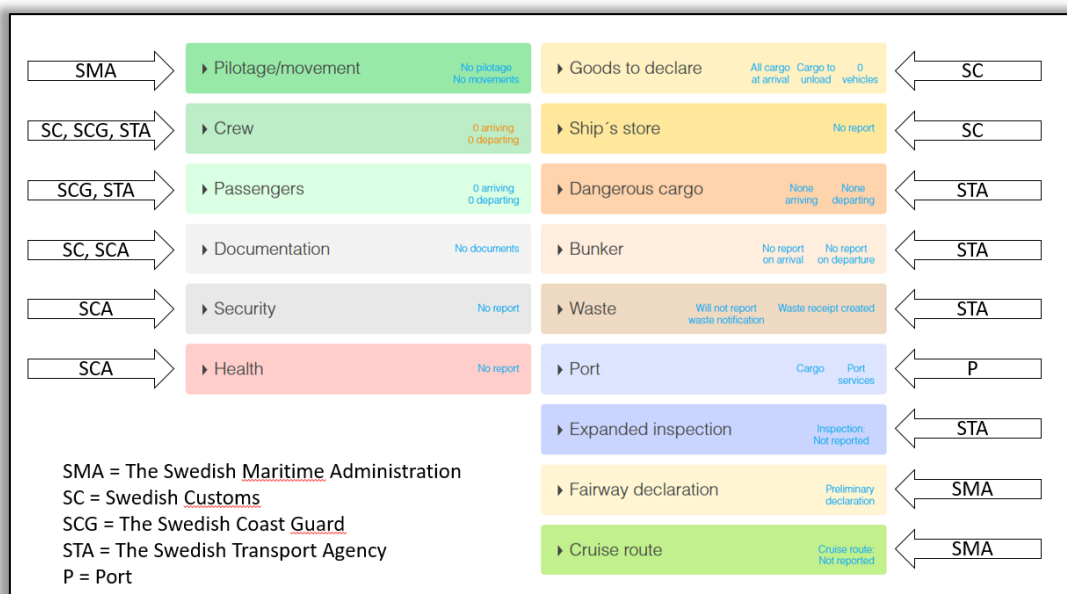 SMA
Pilotage/movement
No pilotage
No movements
SC, SCG, STA
Crew
0 arriving
0 departing
SCG, STA
Passengers
0 arriving
0 departing
SC, SCA
Documentation
No documents
SCA
Security
No report
SCA
Health
No report
Goods to declare
All cargo at arrival
Cargo to unload
0 vehicles
SC
Ship´s store
No report
SC
Dangerous cargo
None arriving
None departing
STA
Bunker
No report on arrival
No report on departure
STA
Waste
Will not report waste notification
Waste receipt created
STA
Port
Cargo
Port services
P
Expanded inspection
Inspection:
Not reported
STA
Fairway declaration
Preliminary
declaration
SMA
Cruise route
Cruise route:
Not reported
SMA
SMA = The Swedish Maritime Administration
SC = Swedish Customs
SCG = The Swedish Coast Guard
STA = The Swedish Transport Agency
P = Port